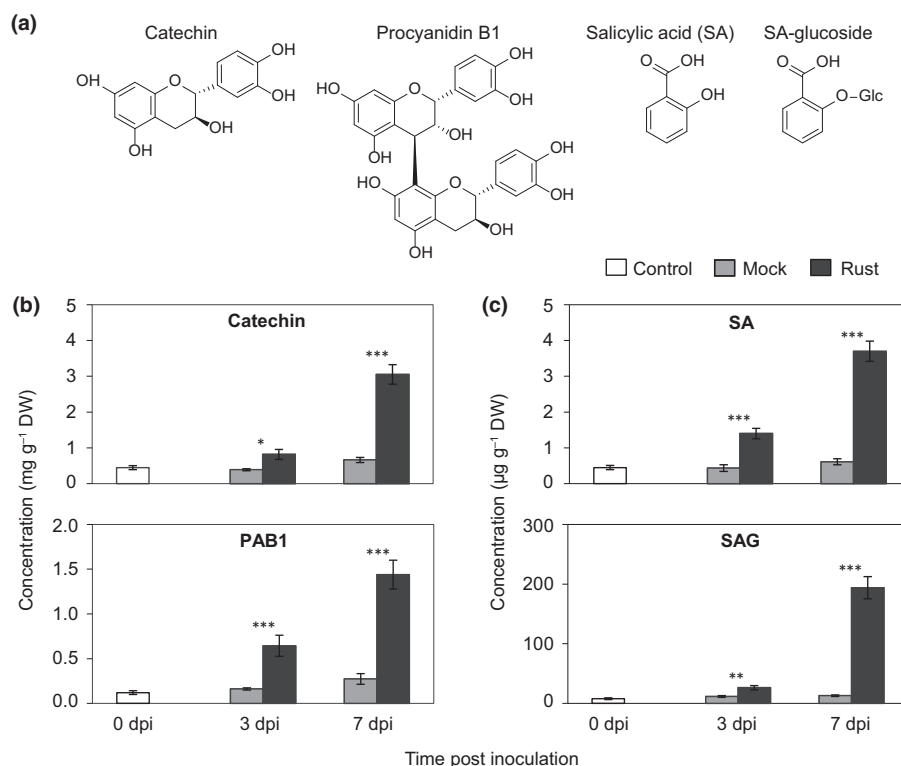 (a)
Catechin
Procyanidin B1
Salicylic acid (SA)
SA-glucoside
OH
OH
HO
O
OH
OH
OH
OH
HO
O
OH
OH
OH
HO
O
OH
OH
OH
OH
O
OH
OH
O
OH
O–Glc
Control Mock Rust
(b)
Concentration (mg g⁻¹ DW)
Catechin
5
4
3
2
1
0
*
***
PAB1
2.0
1.5
1.0
0.5
0.0
***
***
0 dpi 3 dpi 7 dpi
(c)
Concentration (µg g⁻¹ DW)
SA
5
4
3
2
1
0
***
***
SAG
300
200
100
0
**
***
0 dpi 3 dpi 7 dpi
Time post inoculation